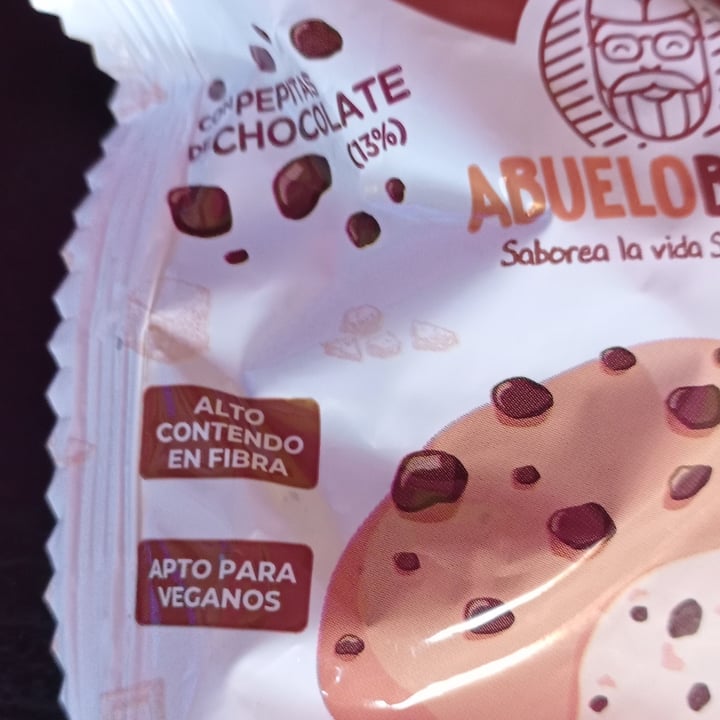 CON PEPITAS
DE CHOCOLATE
(13%)
ABUELO
Saborea la vida
ALTO
CONTENDO
EN FIBRA
APTO PARA
VEGANOS